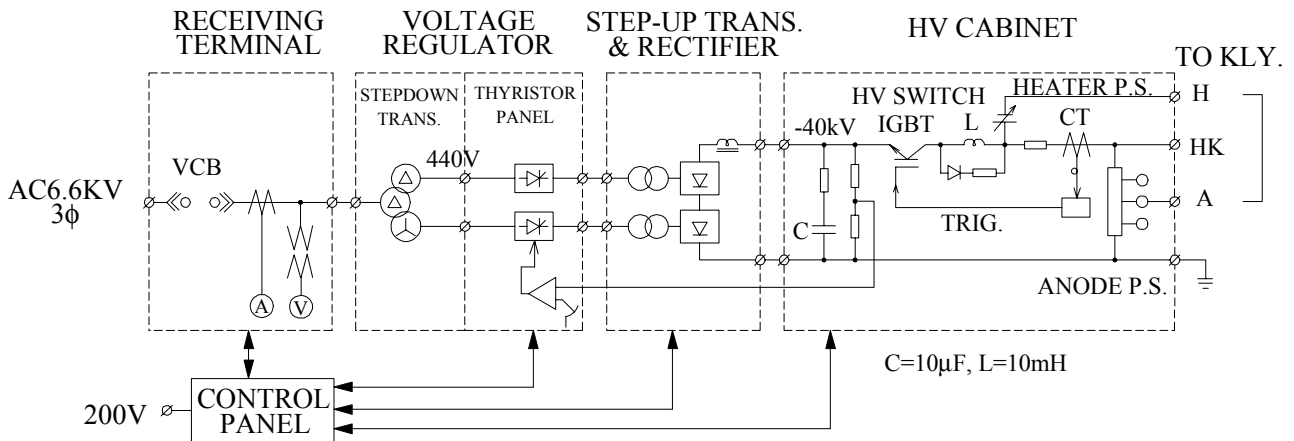 RECEIVING
TERMINAL
VOLTAGE
REGULATOR
STEP-UP TRANS.
& RECTIFIER
HV CABINET
TO KLY.
STEPDOWN
TRANS.
THYRISTOR
PANEL
HV SWITCH
IGBT
L
HEATER P.S.
CT
H
-40kV
VCB
440V
HK
AC6.6KV
3ϕ
A
C
TRIG.
A
V
ANODE P.S.
C=10µF, L=10mH
200V
CONTROL
PANEL